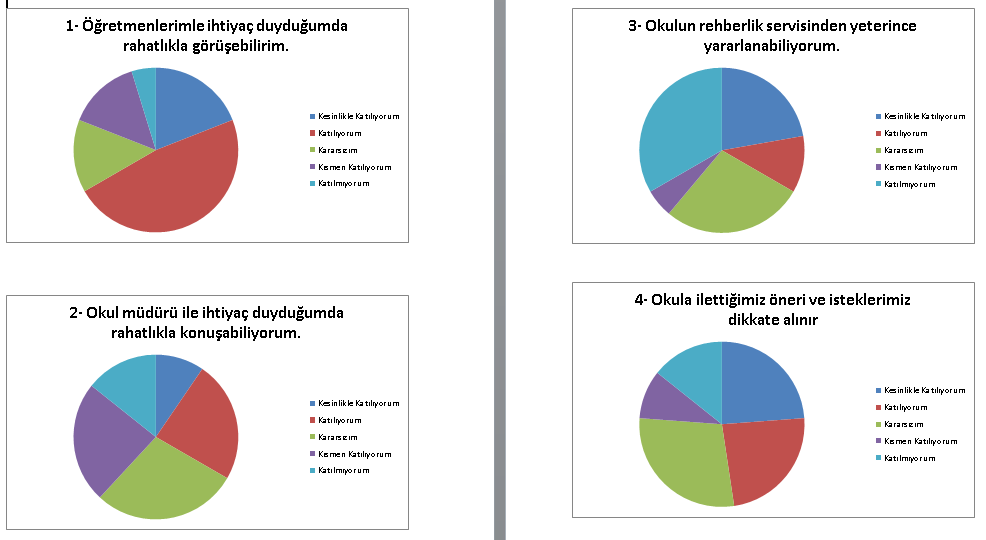 1- Öğretmenlerimle ihtiyaç duyduğumda
rahatlıkla görüşebilirim.
Kesinlikle Katılıyorum
Katılıyorum
Kararsızım
Kısmen Katılıyorum
Katılmıyorum
2- Okul müdürü ile ihtiyaç duyduğumda
rahatlıkla konuşabiliyorum.
Kesinlikle Katılıyorum
Katılıyorum
Kararsızım
Kısmen Katılıyorum
Katılmıyorum
3- Okulun rehberlik servisinden yeterince
yararlanabiliyorum.
Kesinlikle Katılıyorum
Katılıyorum
Kararsızım
Kısmen Katılıyorum
Katılmıyorum
4- Okula ilettiğimiz öneri ve isteklerimiz
dikkate alınır
Kesinlikle Katılıyorum
Katılıyorum
Kararsızım
Kısmen Katılıyorum
Katılmıyorum